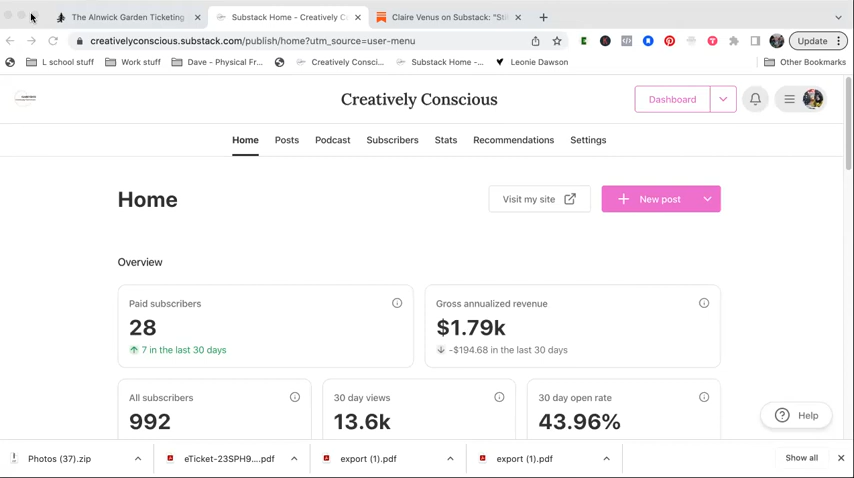 The Alnwick Garden Ticketing
Substack Home - Creatively C
Claire Venus on Substack: "Sti
creativelyconscious.substack.com/publish/home?utm_source=user-menu
Update
L school stuff
Work stuff
Dave - Physical Fr...
Creatively Consci...
Substack Home -...
Leonie Dawson
Other Bookmarks
Creatively Conscious
Dashboard
Home
Posts
Podcast
Subscribers
Stats
Recommendations
Settings
Home
Visit my site
New post
Overview
Paid subscribers
28
7 in the last 30 days
Gross annualized revenue
$1.79k
-$194.68 in the last 30 days
All subscribers
992
30 day views
13.6k
30 day open rate
43.96%
Help
Photos (37).zip
eTicket-23SPH9....pdf
export (1).pdf
export (1).pdf
Show all